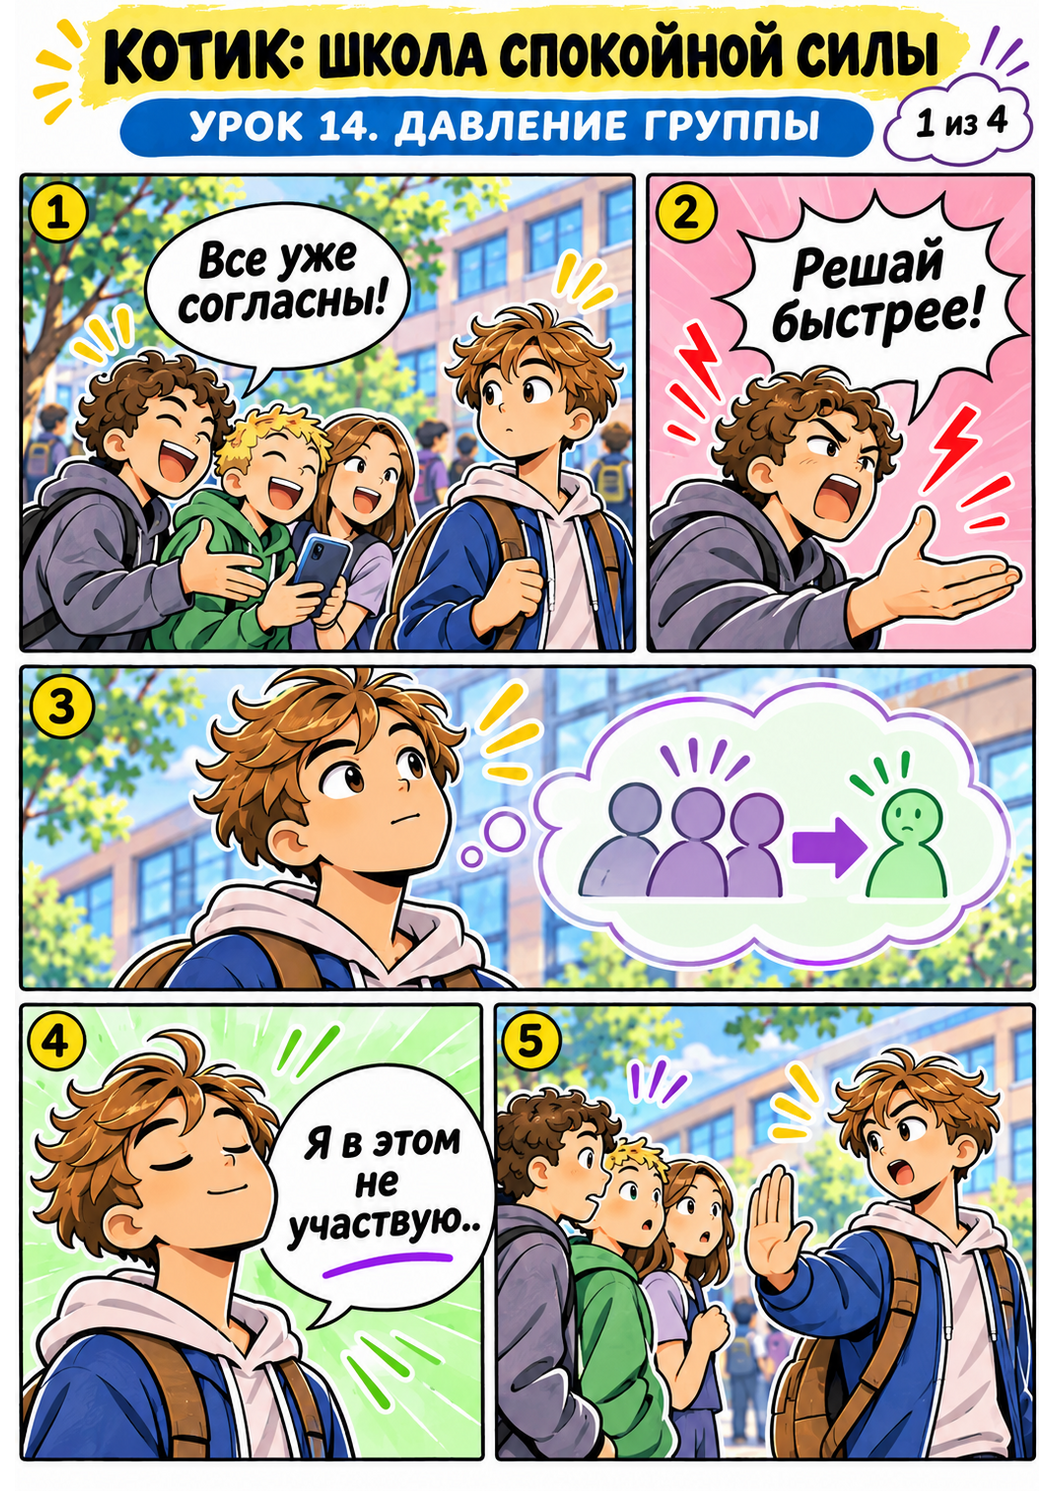 КОТИК: ШКОЛА СПОКОЙНОЙ СИЛЫ
УРОК 14. ДАВЛЕНИЕ ГРУППЫ
1 из 4
1
Все уже
согласны!
2
Решай
быстрее!
3
4
Я в этом
не
участвую..
5